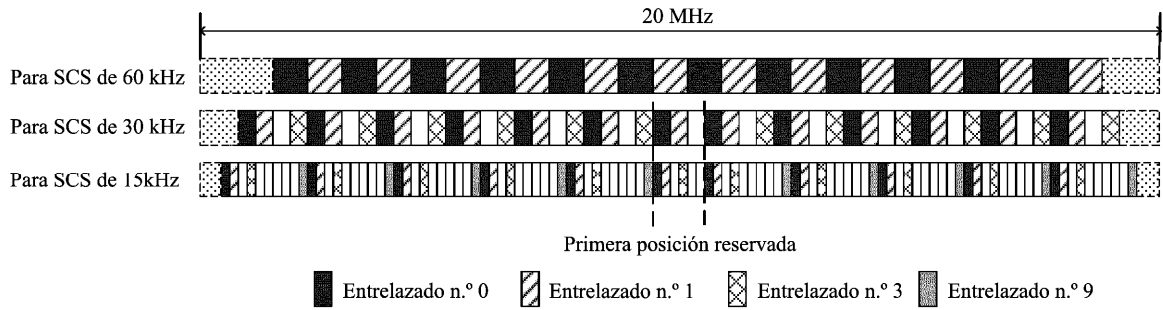 20 MHz
Para SCS de 60 kHz
Para SCS de 30 kHz
Para SCS de 15kHz
Primera posición reservada
Entrelazado n.º 0
Entrelazado n.º 1
Entrelazado n.º 3
Entrelazado n.º 9